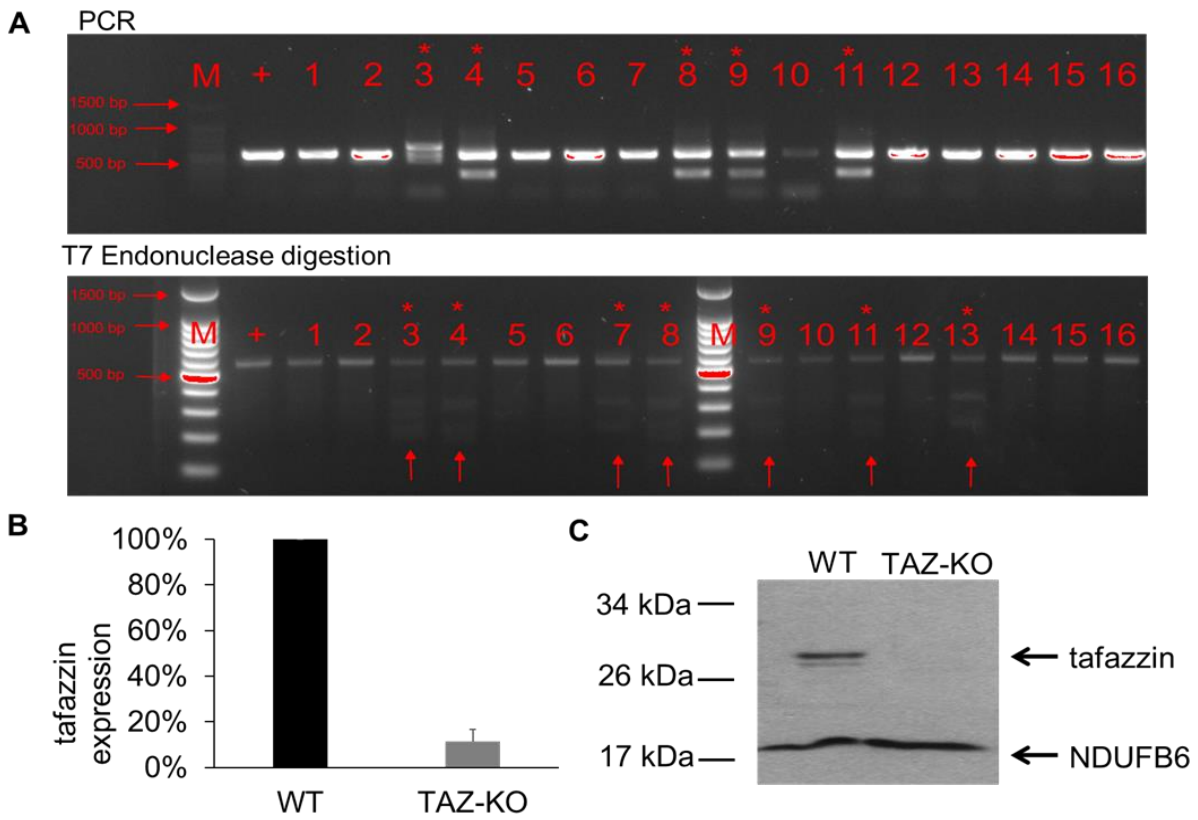 A
PCR
* * * * *
M + 1 2 3 4 5 6 7 8 9 10 11 12 13 14 15 16
1500 bp
1000 bp
500 bp
T7 Endonuclease digestion
1500 bp
* * * * * * *
1000 bp
M + 1 2 3 4 5 6 7 8 M 9 10 11 12 13 14 15 16
500 bp
B
100%
80%
60%
40%
20%
0%
tafazzin
expression
WT TAZ-KO
C
WT TAZ-KO
34 kDa
26 kDa
17 kDa
tafazzin
NDUFB6